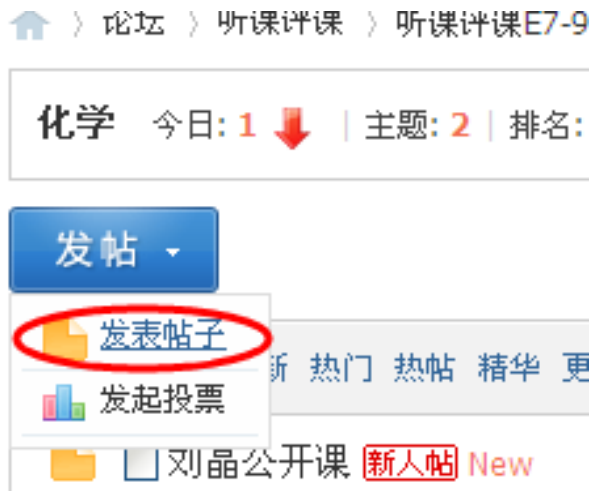 论坛 〉 听课评课 〉 听课评课E7-9
化学 今日: 1 | 主题: 2 | 排名:
发帖
发表帖子
新 热门 热帖 精华 更
发起投票
刘晶公开课 新人帖 New